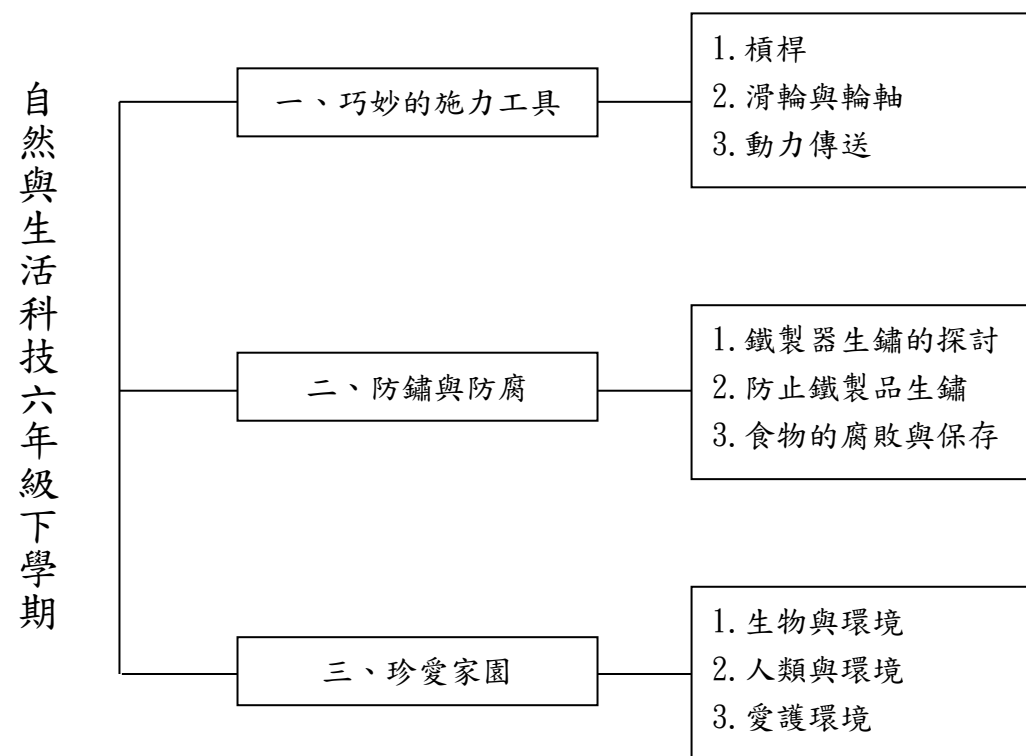 自然與生活科技六年級下學期
一、巧妙的施力工具
1.槓桿
2.滑輪與輪軸
3.動力傳送
二、防鏽與防腐
1.鐵製器生鏽的探討
2.防止鐵製品生鏽
3.食物的腐敗與保存
三、珍愛家園
1.生物與環境
2.人類與環境
3.愛護環境